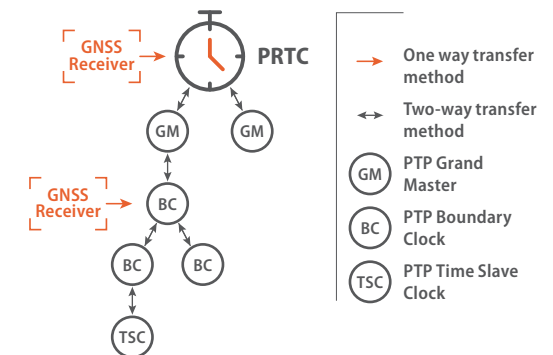 GNSS
Receiver
PRTC
GM
GM
GNSS
Receiver
BC
BC
BC
TSC
One way transfer
method
Two-way transfer
method
GM
PTP Grand
Master
BC
PTP Boundary
Clock
TSC
PTP Time Slave
Clock